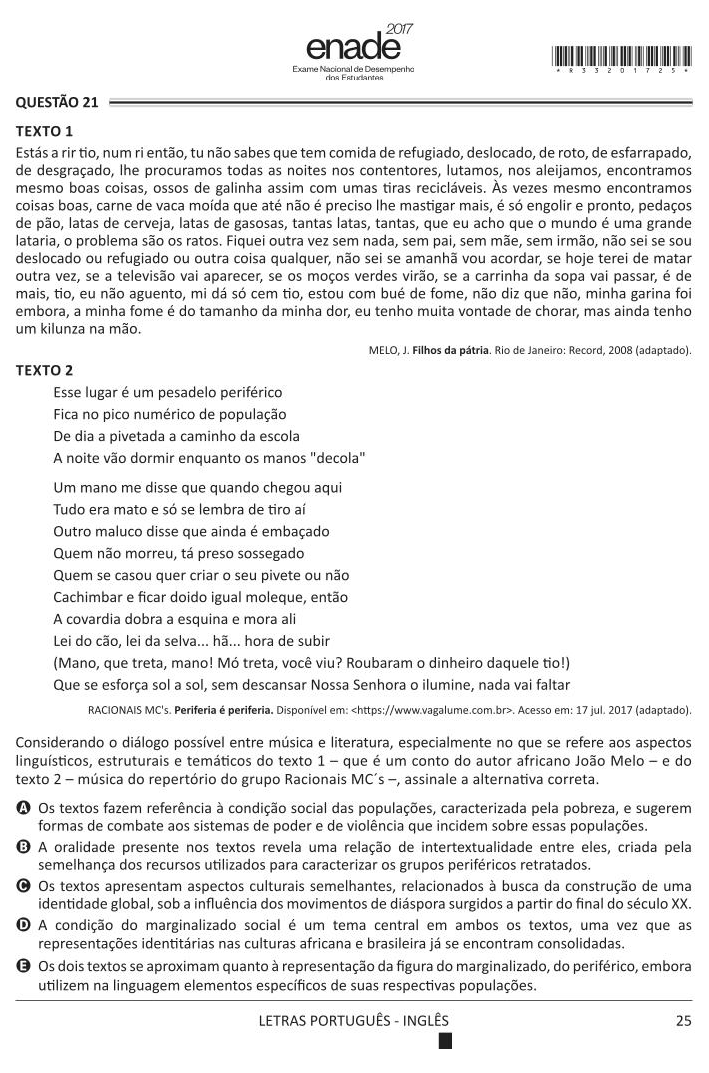 2017
enade
Exame Nacional de Desempenho
dos Estudantes
*R33201725*
QUESTÃO 21
TEXTO 1
Estás a rir tio, num ri então, tu não sabes que tem comida de refugiado, deslocado, de roto, de esfarrapado,
de desgraçado, lhe procuramos todas as noites nos contentores, lutamos, nos aleijamos, encontramos
mesmo boas coisas, ossos de galinha assim com umas tiras recicláveis. Às vezes mesmo encontramos
coisas boas, carne de vaca moída que até não é preciso lhe mastigar mais, é só engolir e pronto, pedaços
de pão, latas de cerveja, latas de gasosas, tantas latas, tantas, que eu acho que o mundo é uma grande
lataria, o problema são os ratos. Fiquei outra vez sem nada, sem pai, sem mãe, sem irmão, não sei se sou
deslocado ou refugiado ou outra coisa qualquer, não sei se amanhã vou acordar, se hoje terei de matar
outra vez, se a televisão vai aparecer, se os moços verdes virão, se a carrinha da sopa vai passar, é de
mais, tio, eu não aguento, mi dá só cem tio, estou com bué de fome, não diz que não, minha garina foi
embora, a minha fome é do tamanho da minha dor, eu tenho muita vontade de chorar, mas ainda tenho
um kilunza na mão.
MELO, J. Filhos da pátria. Rio de Janeiro: Record, 2008 (adaptado).
TEXTO 2
Esse lugar é um pesadelo periférico
Fica no pico numérico de população
De dia a pivetada a caminho da escola
A noite vão dormir enquanto os manos "decola"
Um mano me disse que quando chegou aqui
Tudo era mato e só se lembra de tiro aí
Outro maluco disse que ainda é embaçado
Quem não morreu, tá preso sossegado
Quem se casou quer criar o seu pivete ou não
Cachimbar e ficar doido igual moleque, então
A covardia dobra a esquina e mora ali
Lei do cão, lei da selva... hã... hora de subir
(Mano, que treta, mano! Mó treta, você viu? Roubaram o dinheiro daquele tio!)
Que se esforça sol a sol, sem descansar Nossa Senhora o ilumine, nada vai faltar
RACIONAIS MC's. Periferia é periferia. Disponível em: <https://www.vagalume.com.br>. Acesso em: 17 jul. 2017 (adaptado).
Considerando o diálogo possível entre música e literatura, especialmente no que se refere aos aspectos
linguísticos, estruturais e temáticos do texto 1 – que é um conto do autor africano João Melo – e do
texto 2 – música do repertório do grupo Racionais MC´s –, assinale a alternativa correta.
A Os textos fazem referência à condição social das populações, caracterizada pela pobreza, e sugerem
formas de combate aos sistemas de poder e de violência que incidem sobre essas populações.
B A oralidade presente nos textos revela uma relação de intertextualidade entre eles, criada pela
semelhança dos recursos utilizados para caracterizar os grupos periféricos retratados.
C Os textos apresentam aspectos culturais semelhantes, relacionados à busca da construção de uma
identidade global, sob a influência dos movimentos de diáspora surgidos a partir do final do século XX.
D A condição do marginalizado social é um tema central em ambos os textos, uma vez que as
representações identitárias nas culturas africana e brasileira já se encontram consolidadas.
E Os dois textos se aproximam quanto à representação da figura do marginalizado, do periférico, embora
utilizem na linguagem elementos específicos de suas respectivas populações.
LETRAS PORTUGUÊS - INGLÊS
25